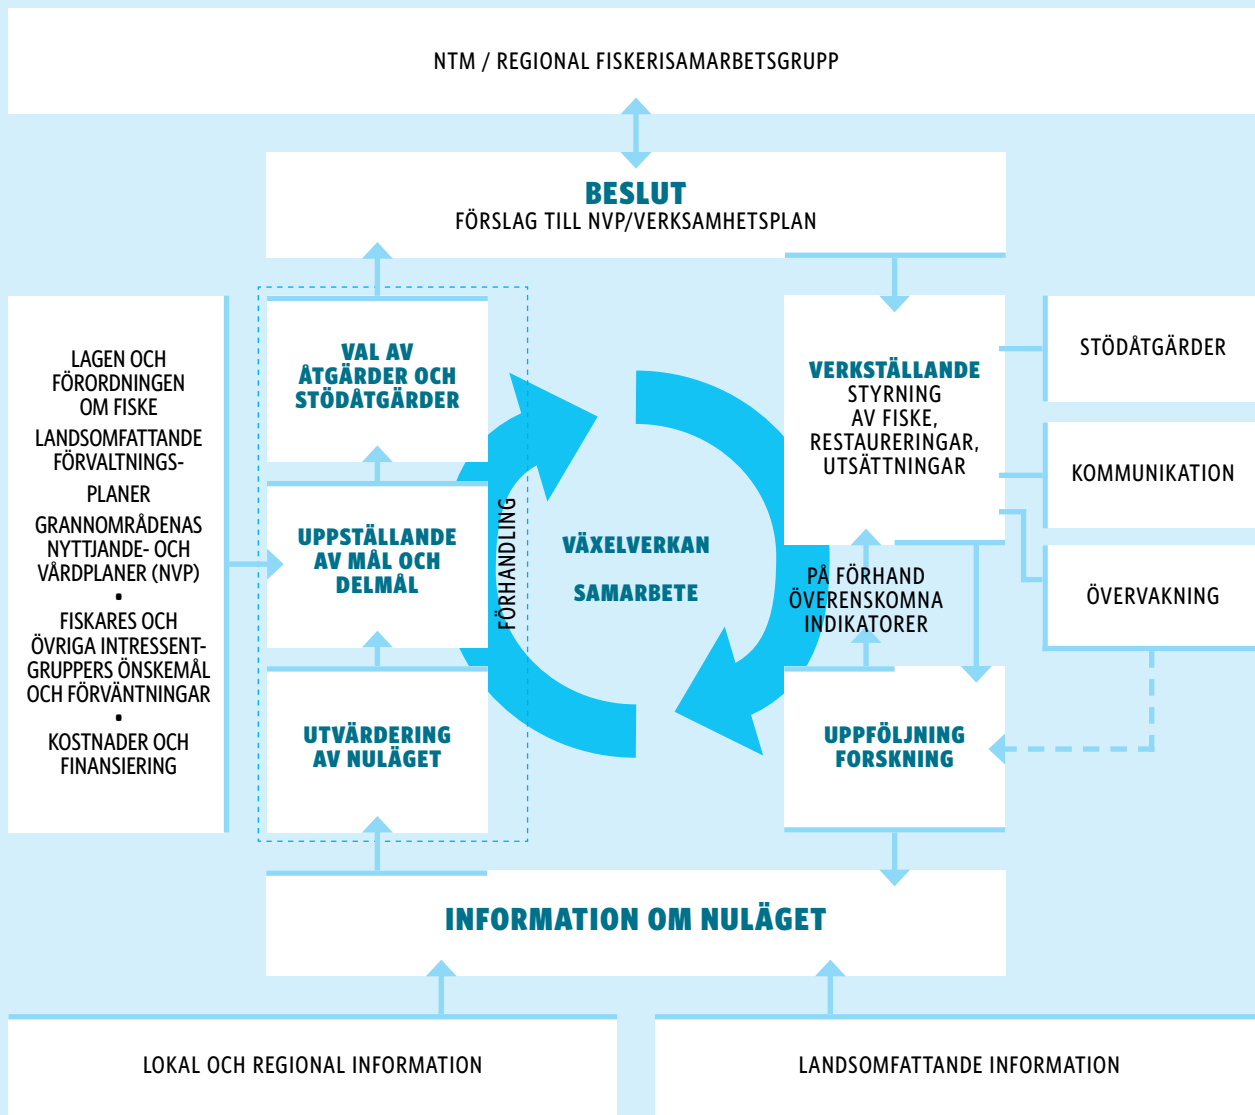 NTM / REGIONAL FISKERISAMARBETSGRUPP
BESLUT
FÖRSLAG TILL NVP/VERKSAMHETSPLAN
LAGEN OCH
FÖRORDNINGEN
OM FISKE
LANDSOMFATTANDE
FÖRVALTNINGS-
PLANER
GRANNOMRÅDENAS
NYTTJANDE- OCH
VÅRDPLANER (NVP)
•
FISKARES OCH
ÖVRIGA INTRESSENT-
GRUPPERS ÖNSKEMÅL
OCH FÖRVÄNTNINGAR
•
KOSTNADER OCH
FINANSIERING
VAL AV
ÅTGÄRDER OCH
STÖDÅTGÄRDER
UPPSTÄLLANDE
AV MÅL OCH
DELMÅL
UTVÄRDERING
AV NULÄGET
FÖRHANDLING
VÄXELVERKAN
SAMARBETE
VERKSTÄLLANDE
STYRNING
AV FISKE,
RESTAURERINGAR,
UTSÄTTNINGAR
PÅ FÖRHAND
ÖVERENSKOMNA
INDIKATORER
UPPFÖLJNING
FORSKNING
STÖDÅTGÄRDER
KOMMUNIKATION
ÖVERVAKNING
INFORMATION OM NULÄGET
LOKAL OCH REGIONAL INFORMATION
LANDSOMFATTANDE INFORMATION